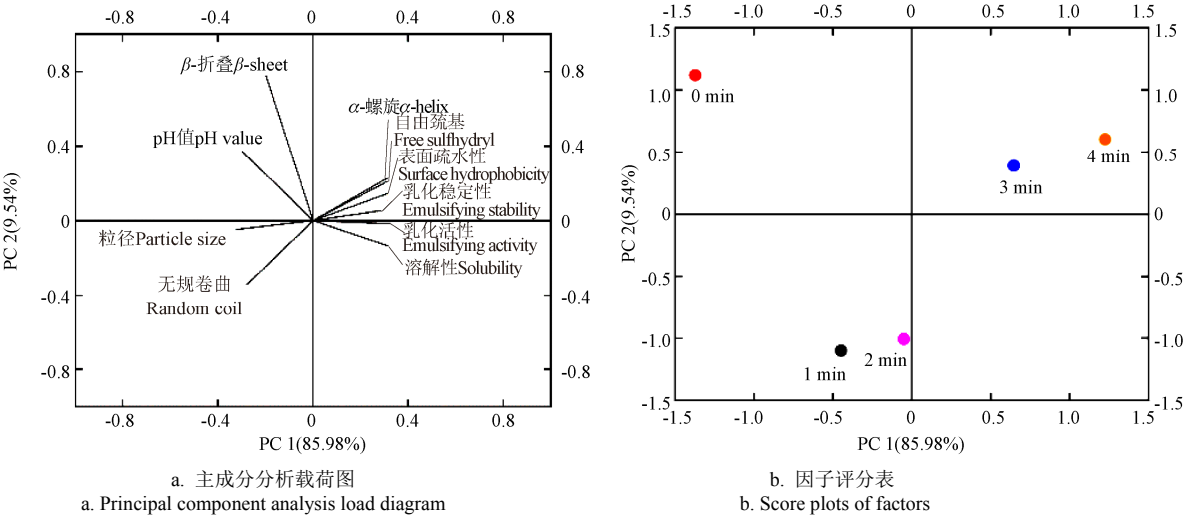 -0.8 -0.4 0 0.4 0.8
0.8 0.8
0.4 0.4
0 0
-0.4 -0.4
-0.8 -0.8
-0.8 -0.4 0 0.4 0.8
PC 2(9.54%)
PC 1(85.98%)
β-折叠β-sheet
pH值pH value
α-螺旋α-helix
自由巯基
Free sulfhydryl
表面疏水性
Surface hydrophobicity
乳化稳定性
Emulsifying stability
乳化活性
Emulsifying activity
溶解性Solubility
粒径Particle size
无规卷曲
Random coil
a. 主成分分析载荷图
a. Principal component analysis load diagram
-1.5 -1.0 -0.5 0 0.5 1.0 1.5
1.5 1.5
1.0 1.0
0.5 0.5
0 0
-0.5 -0.5
-1.0 -1.0
-1.5 -1.5
-1.5 -1.0 -0.5 0 0.5 1.0 1.5
PC 2(9.54%)
PC 1(85.98%)
0 min
4 min
3 min
2 min
1 min
b. 因子评分表
b. Score plots of factors